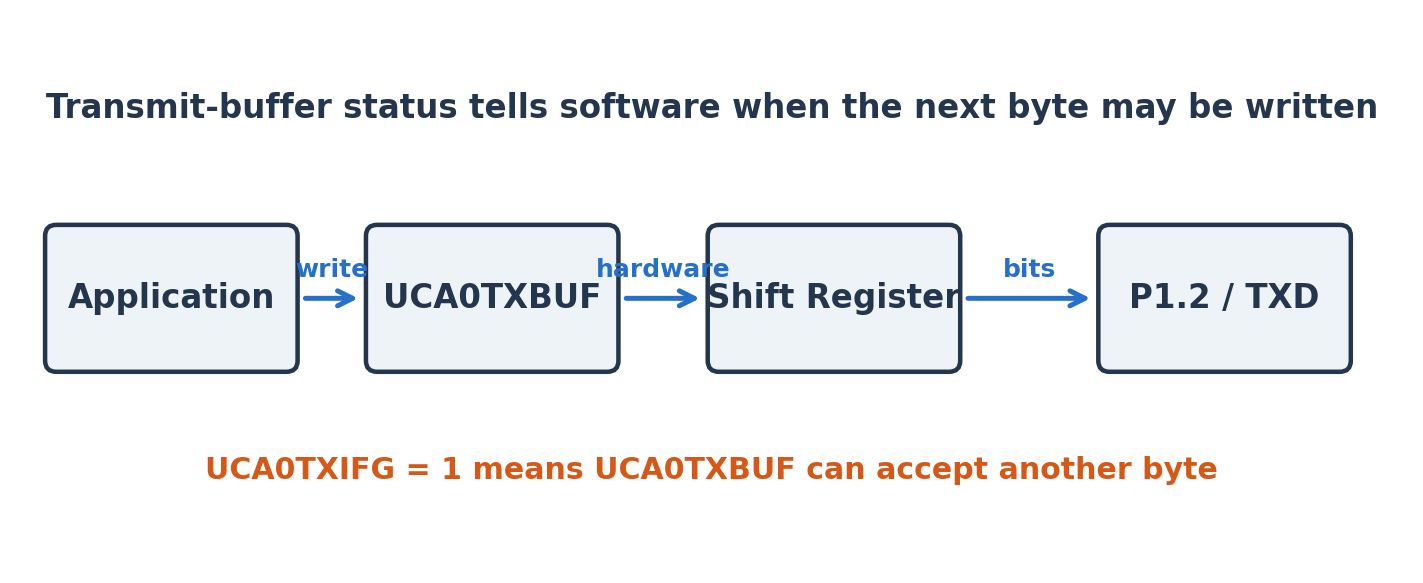 Transmit-buffer status tells software when the next byte may be written
write
hardware
bits
Application
UCA0TXBUF
Shift Register
P1.2 / TXD
UCA0TXIFG = 1 means UCA0TXBUF can accept another byte